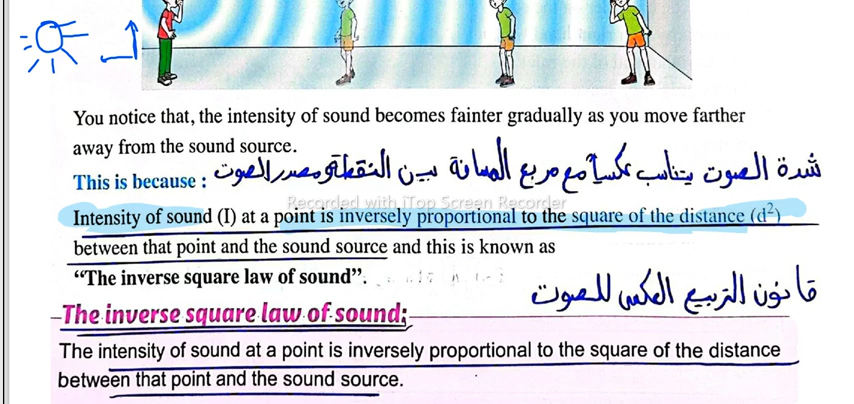 You notice that, the intensity of sound becomes fainter gradually as you move farther
away from the sound source.
This is because :
شدة الصوت يتناسب عكسياً مع مربع المسافة بين النقطة ومصدر الصوت
Recorded with iTop Screen Recorder
Intensity of sound (I) at a point is inversely proportional to the square of the distance (d²)
between that point and the sound source and this is known as
“The inverse square law of sound”.
قانون التربيع العكسي للصوت
The inverse square law of sound:
The intensity of sound at a point is inversely proportional to the square of the distance
between that point and the sound source.